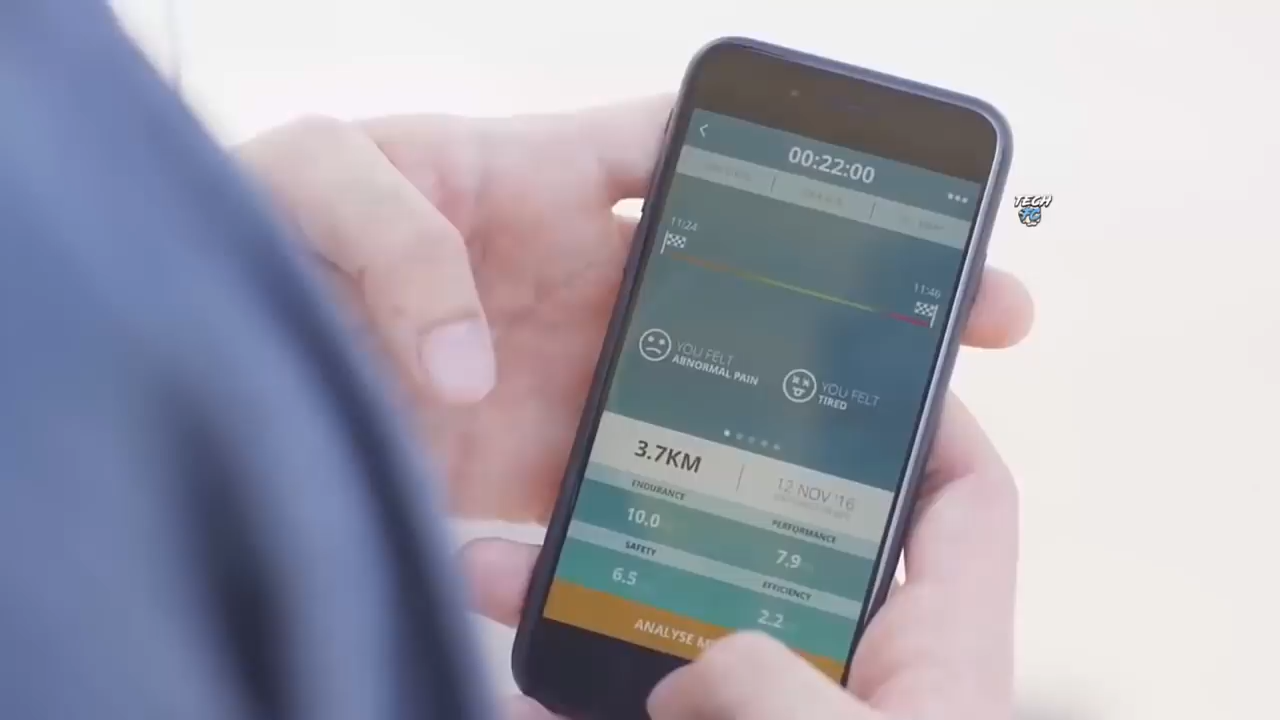 00:22:00
11:24
11:46
YOU FELT
ABNORMAL PAIN
YOU FELT
TIRED
3.7KM
12 NOV '16
ENDURANCE
10.0
PERFORMANCE
7.9
SAFETY
6.5
EFFICIENCY
2.2
ANALYSE
TECH